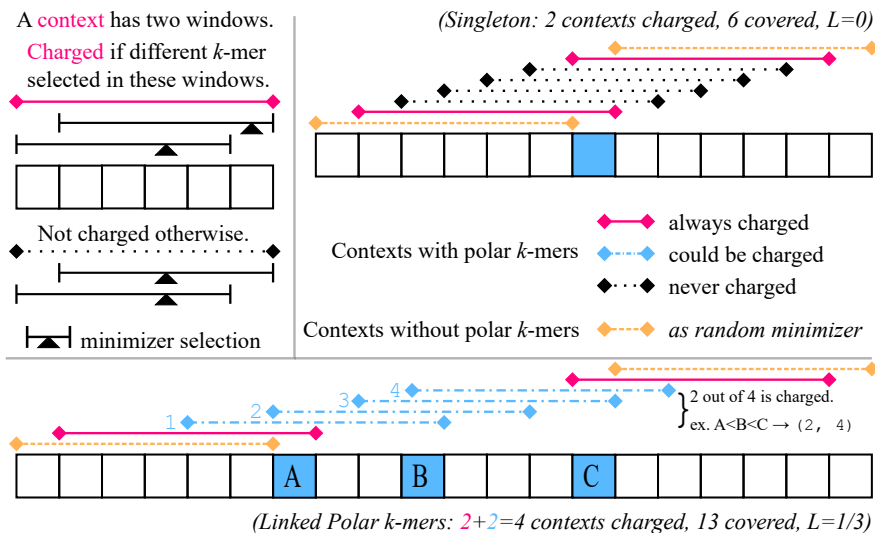 A context has two windows.
Charged if different k-mer
selected in these windows.
Not charged otherwise.
minimizer selection
(Singleton: 2 contexts charged, 6 covered, L=0)
Contexts with polar k-mers
always charged
could be charged
never charged
Contexts without polar k-mers
as random minimizer
4
3
2
1
2 out of 4 is charged.
ex. A<B<C → (2, 4)
A B C
(Linked Polar k-mers: 2+2=4 contexts charged, 13 covered, L=1/3)